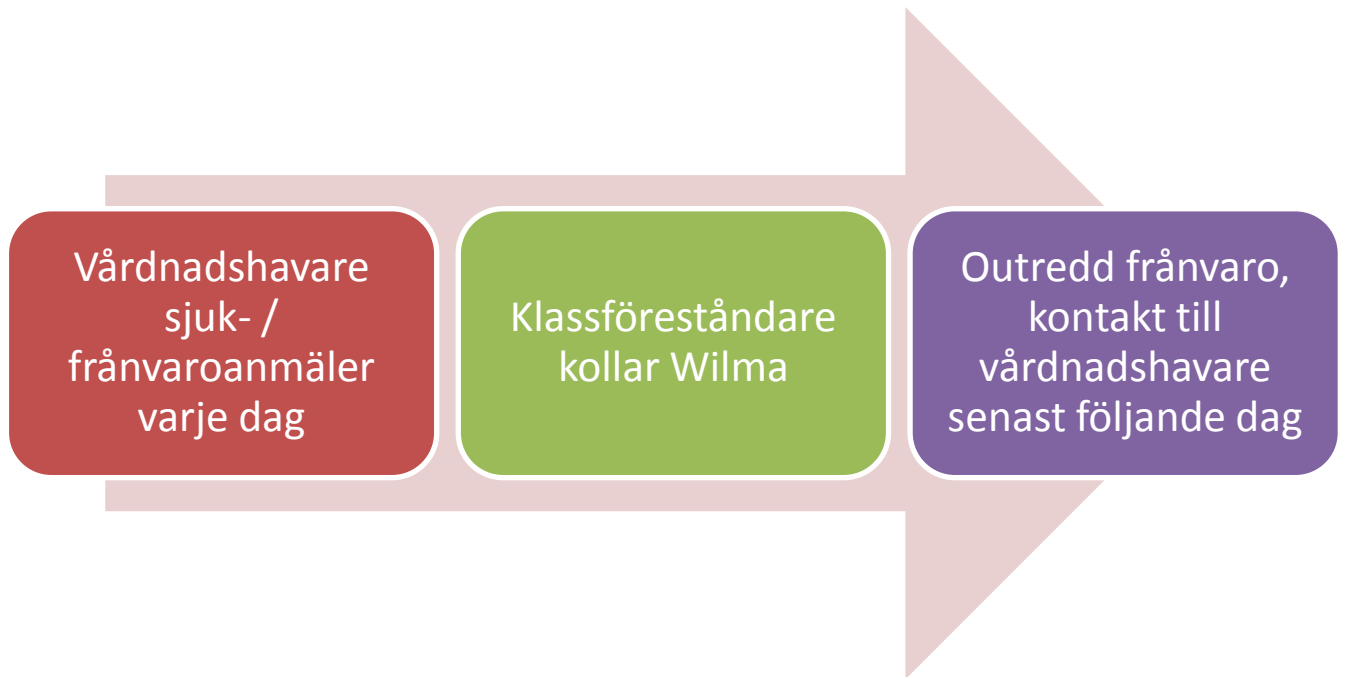 Vårdnadshavare
sjuk- /
frånvaroanmäler
varje dag
Klassföreståndare
kollar Wilma
Outredd frånvaro,
kontakt till
vårdnadshavare
senast följande dag